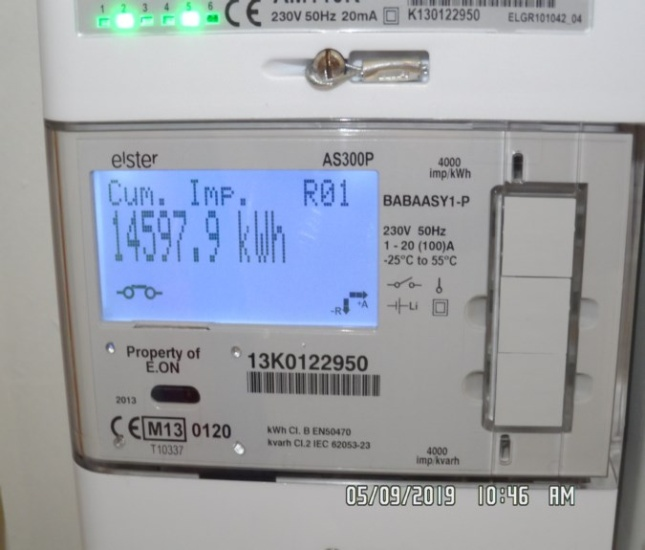 1 2 3 4 5 6
CE 230V 50Hz 20mA K130122950 ELGR101042_04
elster AS300P 4000
imp/kWh
Cum. Imp. R01
14597.9 kWh
-R +A
BABAASY1-P
230V 50Hz
1 - 20 (100)A
-25°C to 55°C
Li
Property of
E.ON
13K0122950
2013
CE M13 0120
T10337
kWh Cl. B EN50470
kvarh Cl.2 IEC 62053-23
4000
imp/kvarh
05/09/2019 10:46 AM